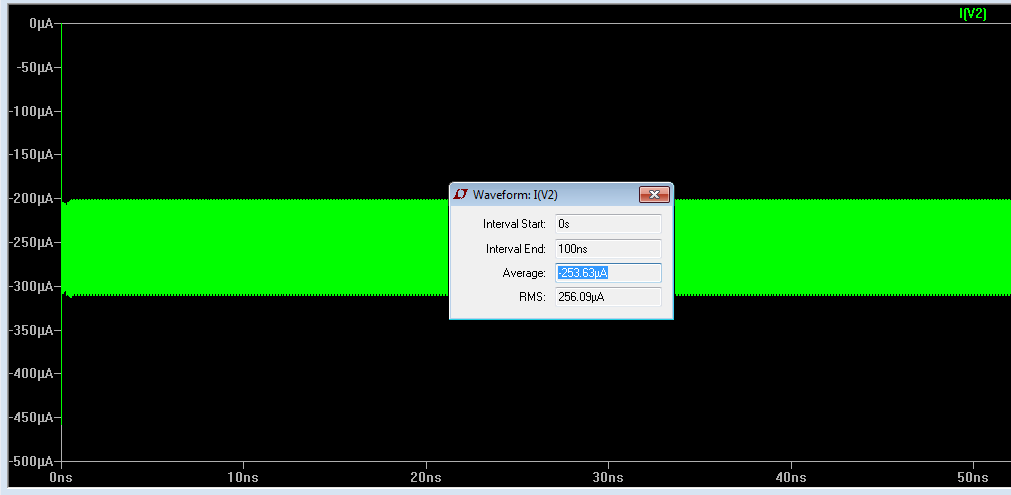 I(V2)
0µA
-50µA
-100µA
-150µA
-200µA
-250µA
-300µA
-350µA
-400µA
-450µA
-500µA
Waveform: I(V2)
Interval Start: 0s
Interval End: 100ns
Average: -253.63µA
RMS: 256.09µA
0ns 10ns 20ns 30ns 40ns 50ns